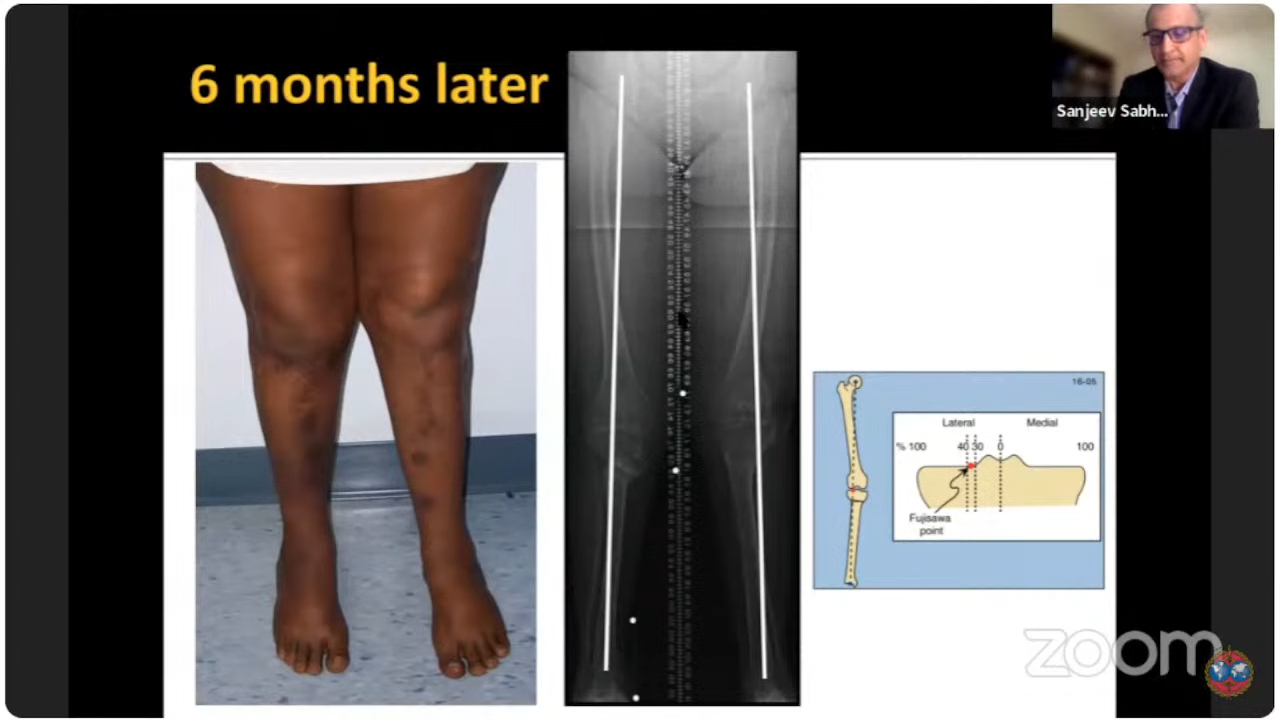 6 months later
Sanjeev Sabh...
16-05
Lateral Medial
% 100 40 30 0 100
Fujisawa
point
zoom